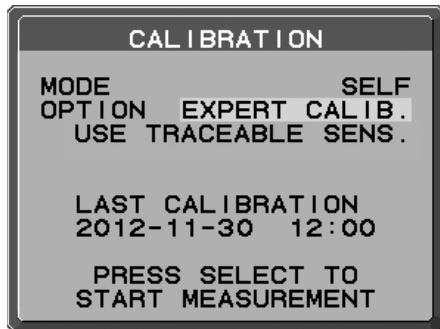 CALIBRATION
MODE SELF
OPTION EXPERT CALIB.
USE TRACEABLE SENS.
LAST CALIBRATION
2012-11-30 12:00
PRESS SELECT TO
START MEASUREMENT